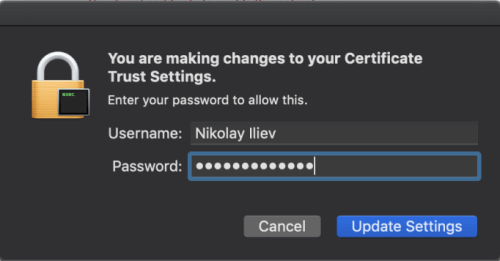 You are making changes to your Certificate
Trust Settings.
Enter your password to allow this.
Username: Nikolay Iliev
Password: •••••••••••••
Cancel Update Settings